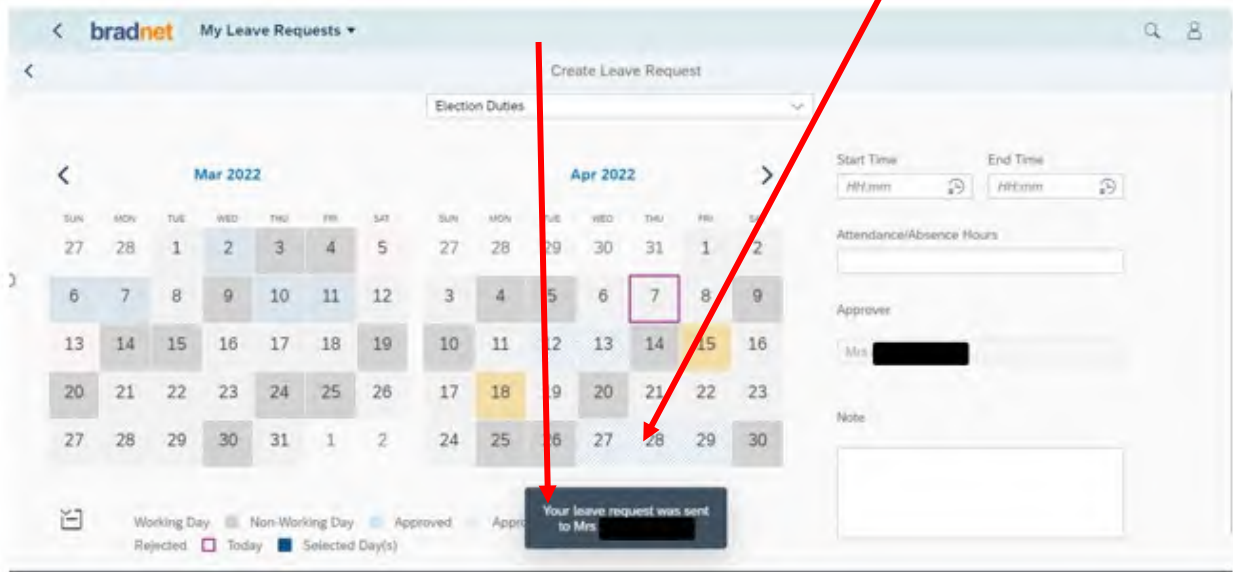 bradnet My Leave Requests
Create Leave Request
Election Duties
Mar 2022 Apr 2022
Start Time End Time
HH:mm HH:mm
SUN MON TUE WED THU FRI SAT SUN MON TUE WED THU FRI
27 28 1 2 3 4 5 27 28 29 30 31 1 2
Attendance/Absence Hours
6 7 8 9 10 11 12 3 4 5 6 7 8 9
Approver
13 14 15 16 17 18 19 10 11 12 13 14 15 16
Mrs
20 21 22 23 24 25 26 17 18 19 20 21 22 23
Note
27 28 29 30 31 1 2 24 25 26 27 28 29 30
Your leave request was sent
to Mrs
Working Day Non-Working Day Approved
Rejected Today Selected Day(s)